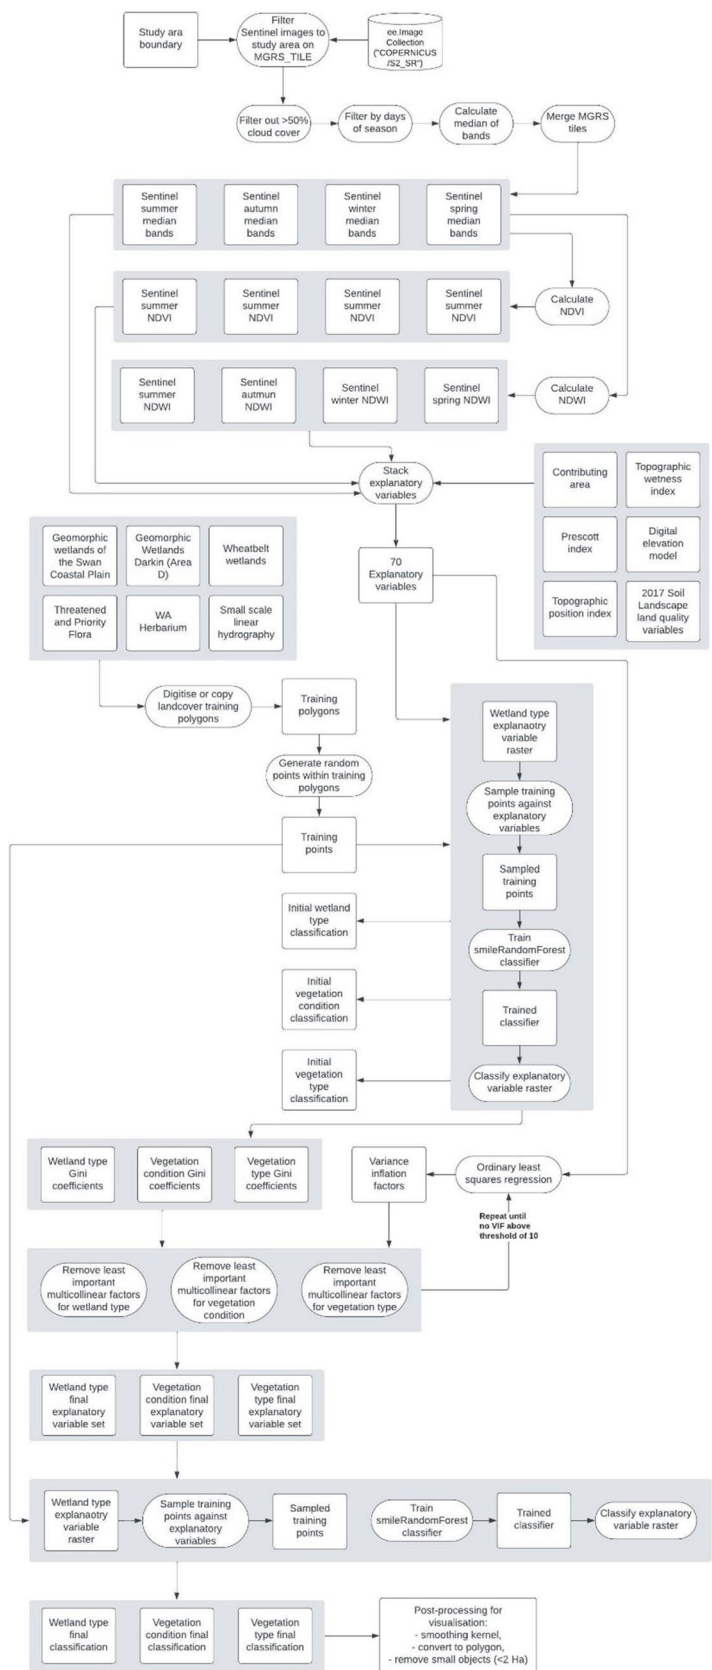 Study ara
boundary
Filter
Sentinel images to
study area on
MGRS_TILE
ee.Image
Collection
("COPERNICUS
/S2_SR")
Filter out >50%
cloud cover
Filter by days
of season
Calculate
median of
bands
Merge MGRS
tiles
Sentinel
summer
median
bands
Sentinel
autumn
median
bands
Sentinel
winter
median
bands
Sentinel
spring
median
bands
Sentinel
summer
NDVI
Sentinel
summer
NDVI
Sentinel
summer
NDVI
Sentinel
summer
NDVI
Calculate
NDVI
Sentinel
summer
NDWI
Sentinel
autmun
NDWI
Sentinel
winter NDWI
Sentinel
spring NDWI
Calculate
NDWI
Stack
explanatory
variables
Contributing
area
Topographic
wetness
index
Prescott
index
Digital
elevation
model
Topographic
position index
2017 Soil
Landscape
land quality
variables
70
Explanatory
variables
Geomorphic
wetlands of
the Swan
Coastal Plain
Geomorphic
Wetlands
Darkin (Area
D)
Wheatbelt
wetlands
Threatened
and Priority
Flora
WA
Herbarium
Small scale
linear
hydrography
Digitise or copy
landcover training
polygons
Training
polygons
Generate random
points within training
polygons
Training
points
Wetland type
explanaotry
variable
raster
Sample training
points against
explanatory
variables
Sampled
training
points
Train
smileRandomForest
classifier
Trained
classifier
Classify explanatory
variable raster
Initial wetland
type
classification
Initial
vegetation
condition
classification
Initial
vegetation
type
classification
Wetland type
Gini
coefficients
Vegetation
condition Gini
coefficients
Vegetation
type Gini
coefficients
Variance
inflation
factors
Ordinary least
squares regression
Repeat until
no VIF above
threshold of 10
Remove least
important
multicollinear factors
for wetland type
Remove least
important
multicollinear factors
for vegetation
condition
Remove least
important
multicollinear factors
for vegetation type
Wetland type
final
explanatory
variable set
Vegetation
condition final
explanatory
variable set
Vegetation
type final
explanatory
variable set
Wetland type
explanaotry
variable
raster
Sample training
points against
explanatory
variables
Sampled
training
points
Train
smileRandomForest
classifier
Trained
classifier
Classify explanatory
variable raster
Wetland type
final
classification
Vegetation
condition final
classification
Vegetation
type final
classification
Post-processing for
visualisation:
- smoothing kernel,
- convert to polygon,
- remove small objects (<2 Ha)